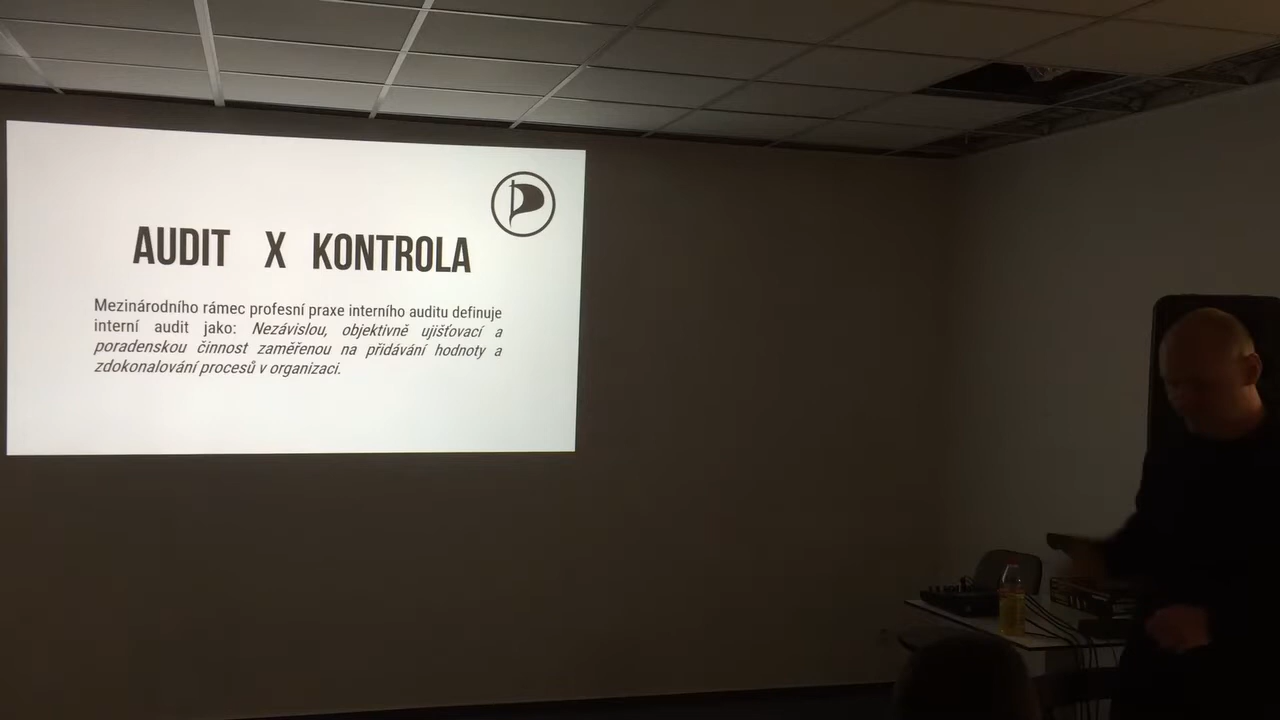 AUDIT X KONTROLA
Mezinárodního rámec profesní praxe interního auditu definuje
interní audit jako: Nezávislou, objektivně ujišťovací a
poradenskou činnost zaměřenou na přidávání hodnoty a
zdokonalování procesů v organizaci.